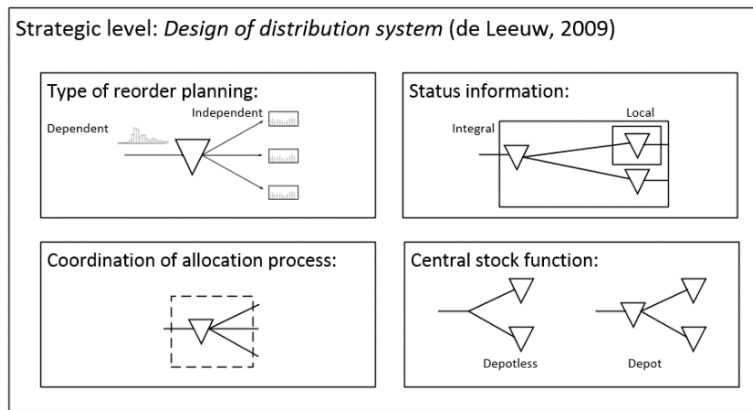 Strategic level: Design of distribution system (de Leeuw, 2009)
Type of reorder planning:
Independent
Dependent
Status information:
Local
Integral
Coordination of allocation process:
Central stock function:
Depotless
Depot